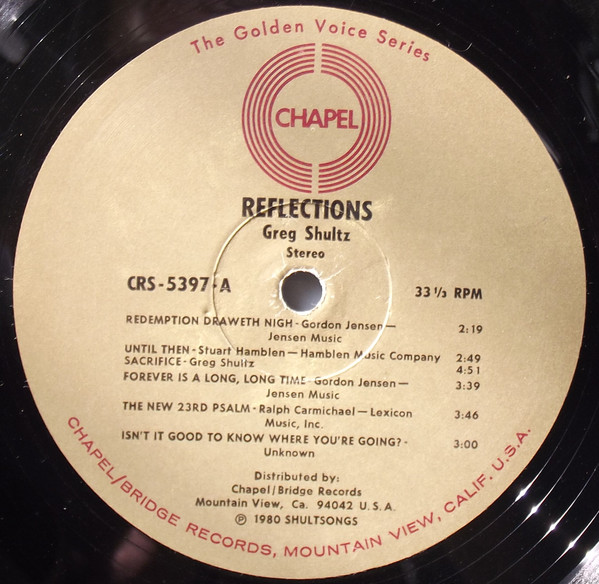 The Golden Voice Series
CHAPEL
REFLECTIONS
Greg Shultz
Stereo
CRS-5397-A
33 1/3 RPM
REDEMPTION DRAWETH NIGH - Gordon Jensen — 2:19
Jensen Music
UNTIL THEN - Stuart Hamblen — Hamblen Music Company 2:49
SACRIFICE - Greg Shultz 4:51
FOREVER IS A LONG, LONG TIME - Gordon Jensen — 3:39
Jensen Music
THE NEW 23RD PSALM - Ralph Carmichael — Lexicon 3:46
Music, Inc.
ISN'T IT GOOD TO KNOW WHERE YOU'RE GOING? - 3:00
Unknown
Distributed by:
Chapel/Bridge Records
Mountain View, Ca. 94042 U.S.A.
℗ 1980 SHULTSONGS
CHAPEL/BRIDGE RECORDS, MOUNTAIN VIEW, CALIF. U.S.A.